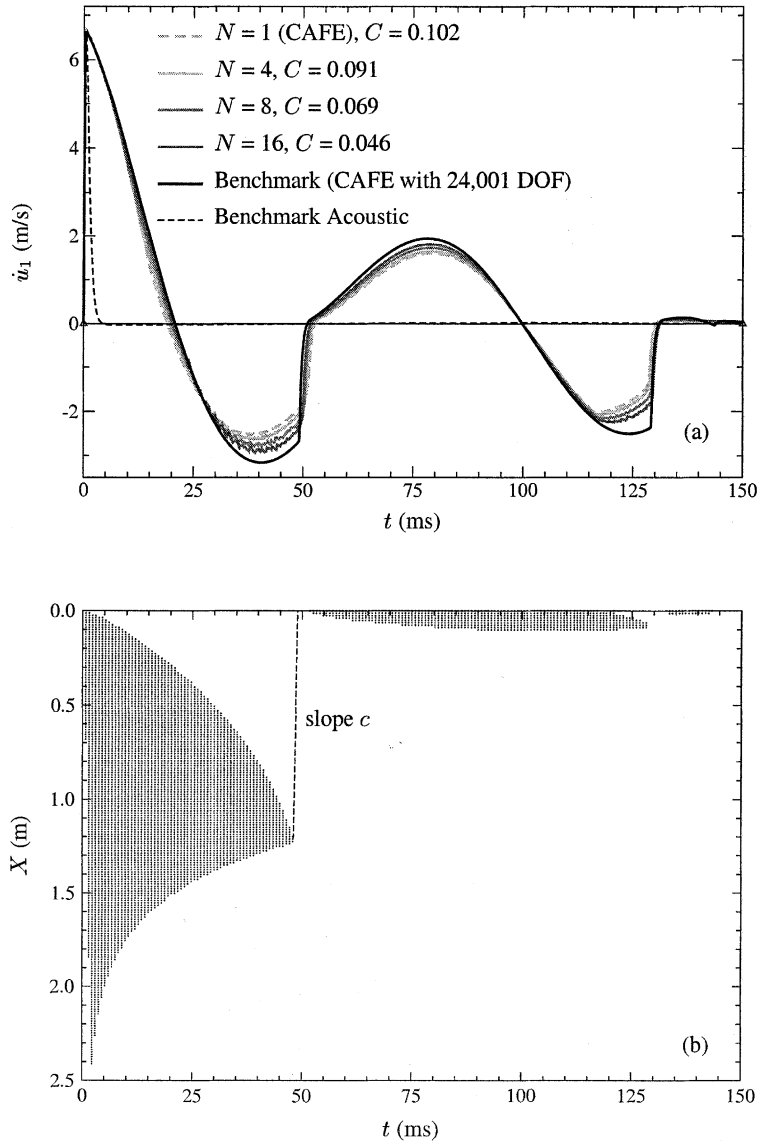 N = 1 (CAFE), C = 0.102
N = 4, C = 0.091
N = 8, C = 0.069
N = 16, C = 0.046
Benchmark (CAFE with 24,001 DOF)
Benchmark Acoustic
6
4
2
0
-2
u̇₁ (m/s)
(a)
0 25 50 75 100 125 150
t (ms)
0.0
0.5
1.0
1.5
2.0
2.5
X (m)
slope c
(b)
0 25 50 75 100 125 150
t (ms)